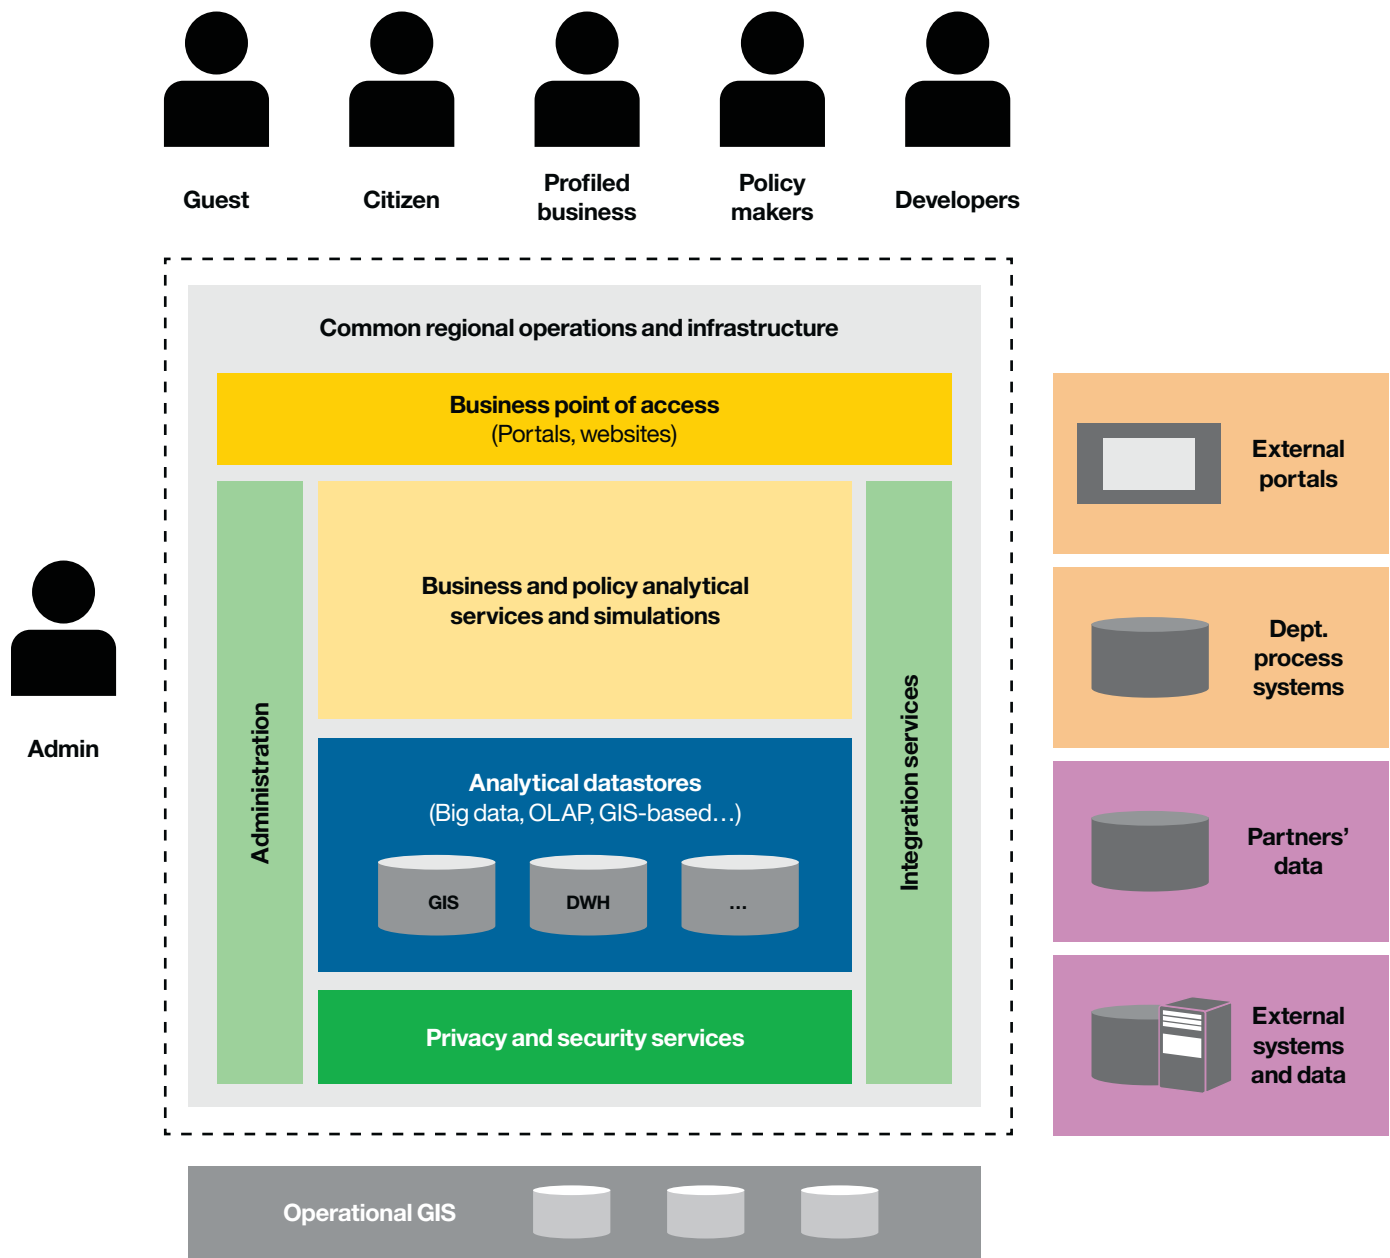 Guest
Citizen
Profiled
business
Policy
makers
Developers
Common regional operations and infrastructure
Business point of access
(Portals, websites)
Admin
Administration
Business and policy analytical
services and simulations
Analytical datastores
(Big data, OLAP, GIS-based…)
GIS
DWH
…
Privacy and security services
Integration services
External
portals
Dept.
process
systems
Partners’
data
External
systems
and data
Operational GIS